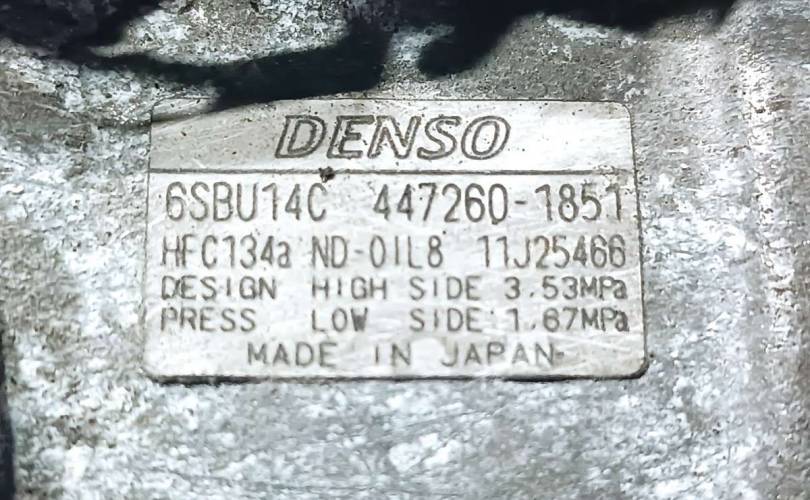 DENSO
6SBU14C 447260-1851
HFC134a ND-OIL8 11J25466
DESIGN HIGH SIDE 3.53MPa
PRESS LOW SIDE 1.67MPa
MADE IN JAPAN